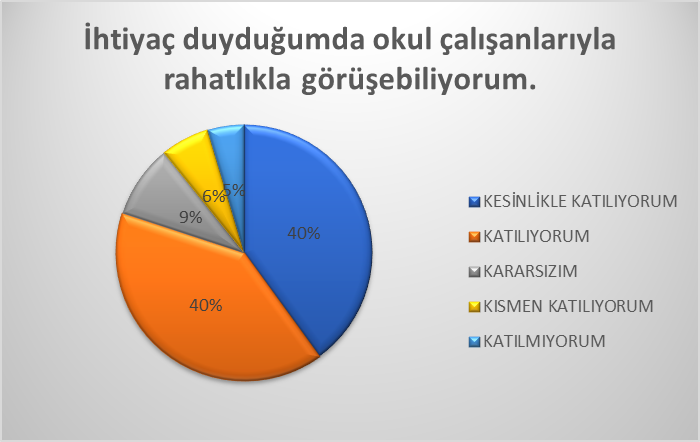 İhtiyaç duyduğumda okul çalışanlarıyla
rahatlıkla görüşebiliyorum.
5%
6%
9%
40%
40%
KESİNLİKLE KATILIYORUM
KATILIYORUM
KARARSIZIM
KISMEN KATILIYORUM
KATILMIYORUM